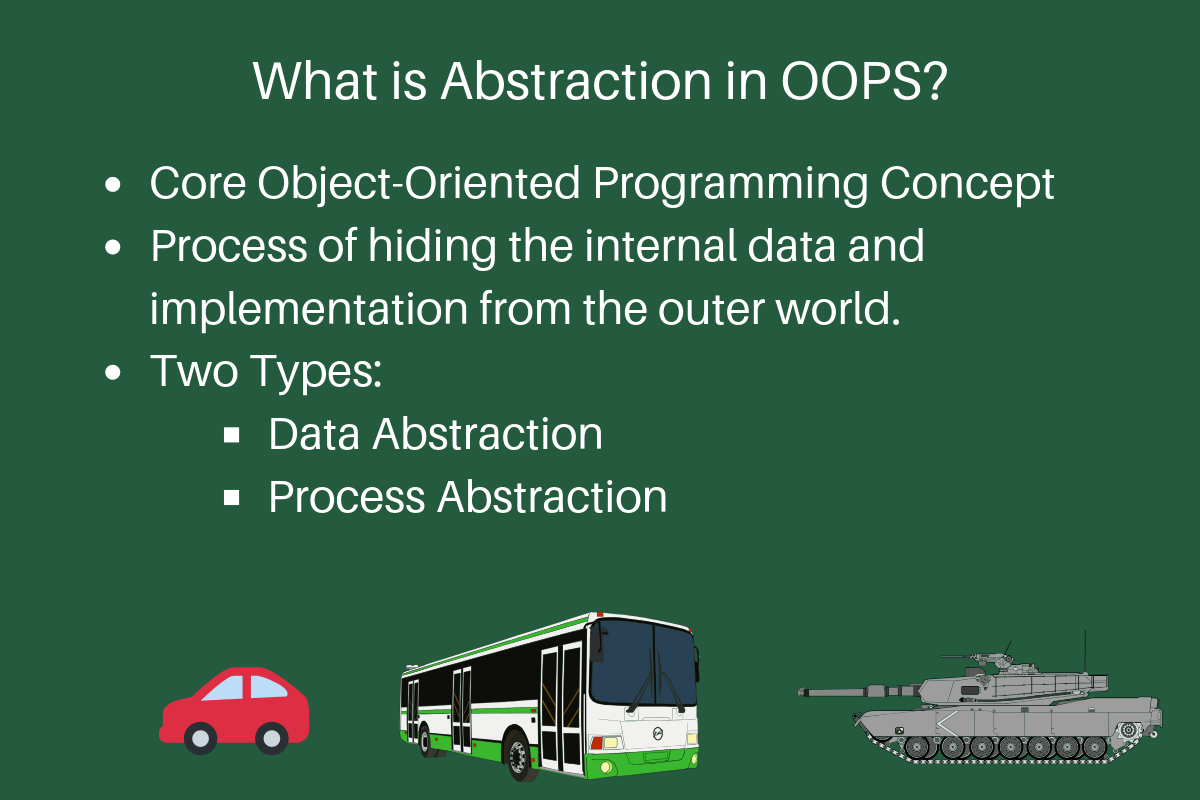 What is Abstraction in OOPS?
• Core Object-Oriented Programming Concept
• Process of hiding the internal data and
implementation from the outer world.
• Two Types:
▪ Data Abstraction
▪ Process Abstraction